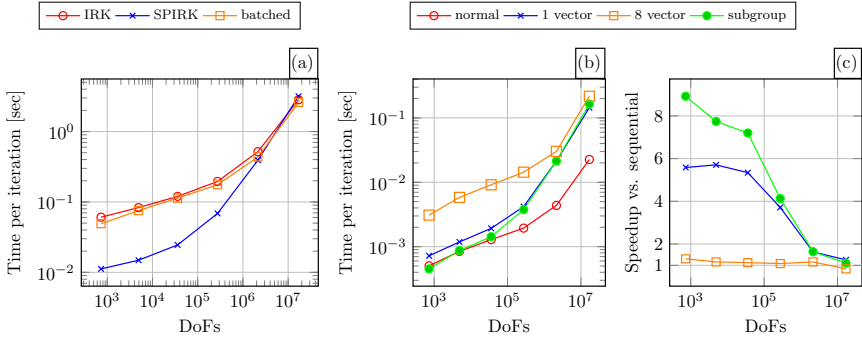 IRK SPIRK batched
normal 1 vector 8 vector subgroup
(a)
Time per iteration [sec]
10^0
10^−1
10^−2
10^3 10^4 10^5 10^6 10^7
DoFs
(b)
Time per iteration [sec]
10^−1
10^−2
10^−3
10^3 10^5 10^7
DoFs
(c)
Speedup vs. sequential
8
6
4
2
1
10^3 10^5 10^7
DoFs